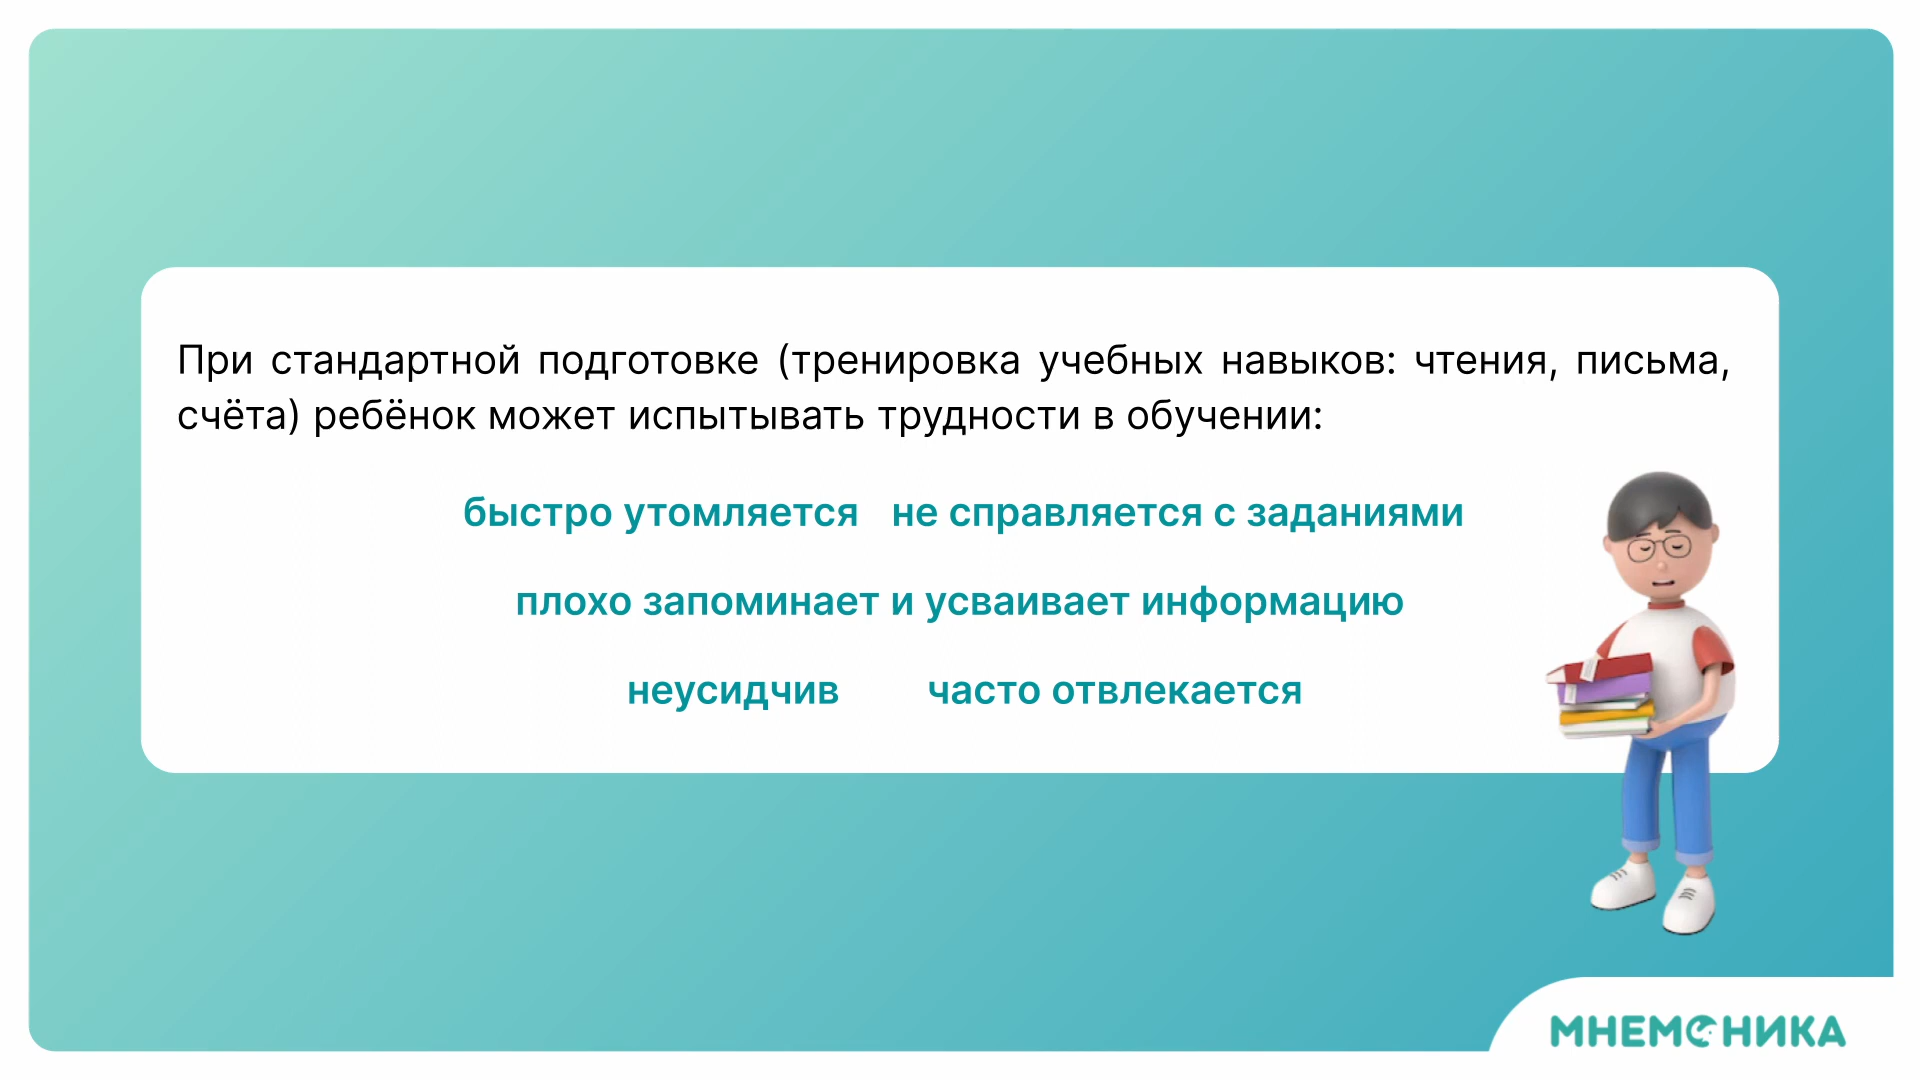 При стандартной подготовке (тренировка учебных навыков: чтения, письма,
счёта) ребёнок может испытывать трудности в обучении:
быстро утомляется не справляется с заданиями
плохо запоминает и усваивает информацию
неусидчив часто отвлекается
МНЕМОНИКА